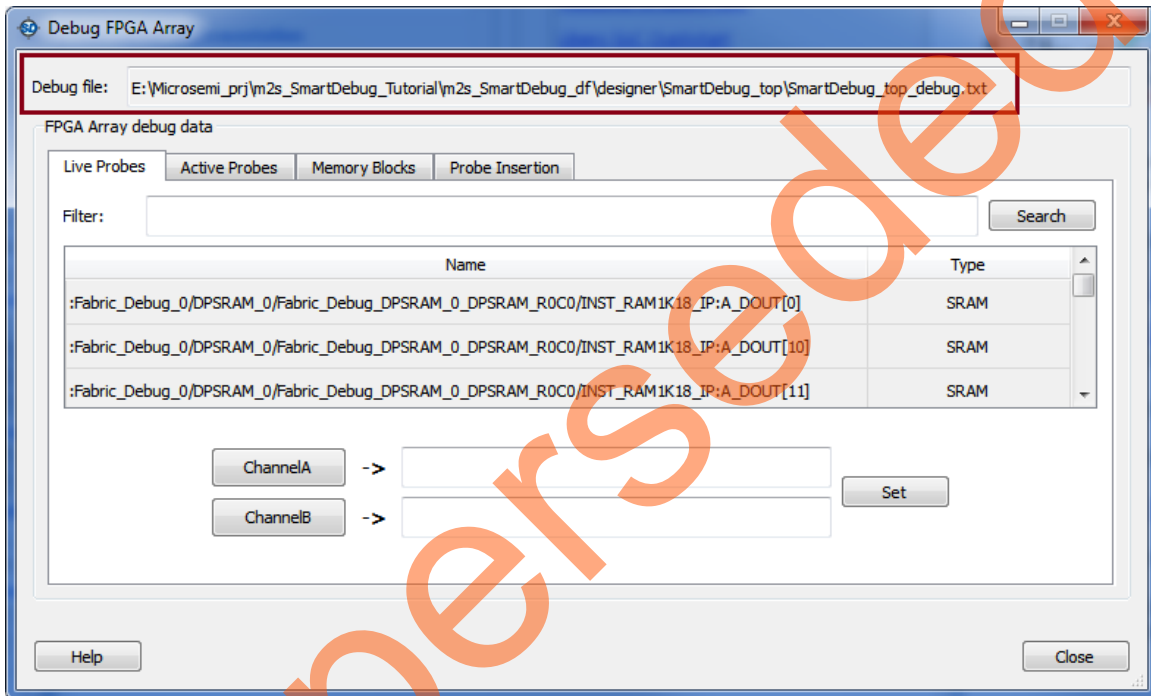 Debug FPGA Array
Debug file: E:\Microsemi_prj\m2s_SmartDebug_Tutorial\m2s_SmartDebug_df\designer\SmartDebug_top\SmartDebug_top_debug.txt
FPGA Array debug data
Live Probes Active Probes Memory Blocks Probe Insertion
Filter: Search
Name Type
:Fabric_Debug_0/DPSRAM_0/Fabric_Debug_DPSRAM_0_DPSRAM_R0C0/INST_RAM1K18_IP:A_DOUT[0] SRAM
:Fabric_Debug_0/DPSRAM_0/Fabric_Debug_DPSRAM_0_DPSRAM_R0C0/INST_RAM1K18_IP:A_DOUT[10] SRAM
:Fabric_Debug_0/DPSRAM_0/Fabric_Debug_DPSRAM_0_DPSRAM_R0C0/INST_RAM1K18_IP:A_DOUT[11] SRAM
ChannelA ->
Set
ChannelB ->
Help Close
persede